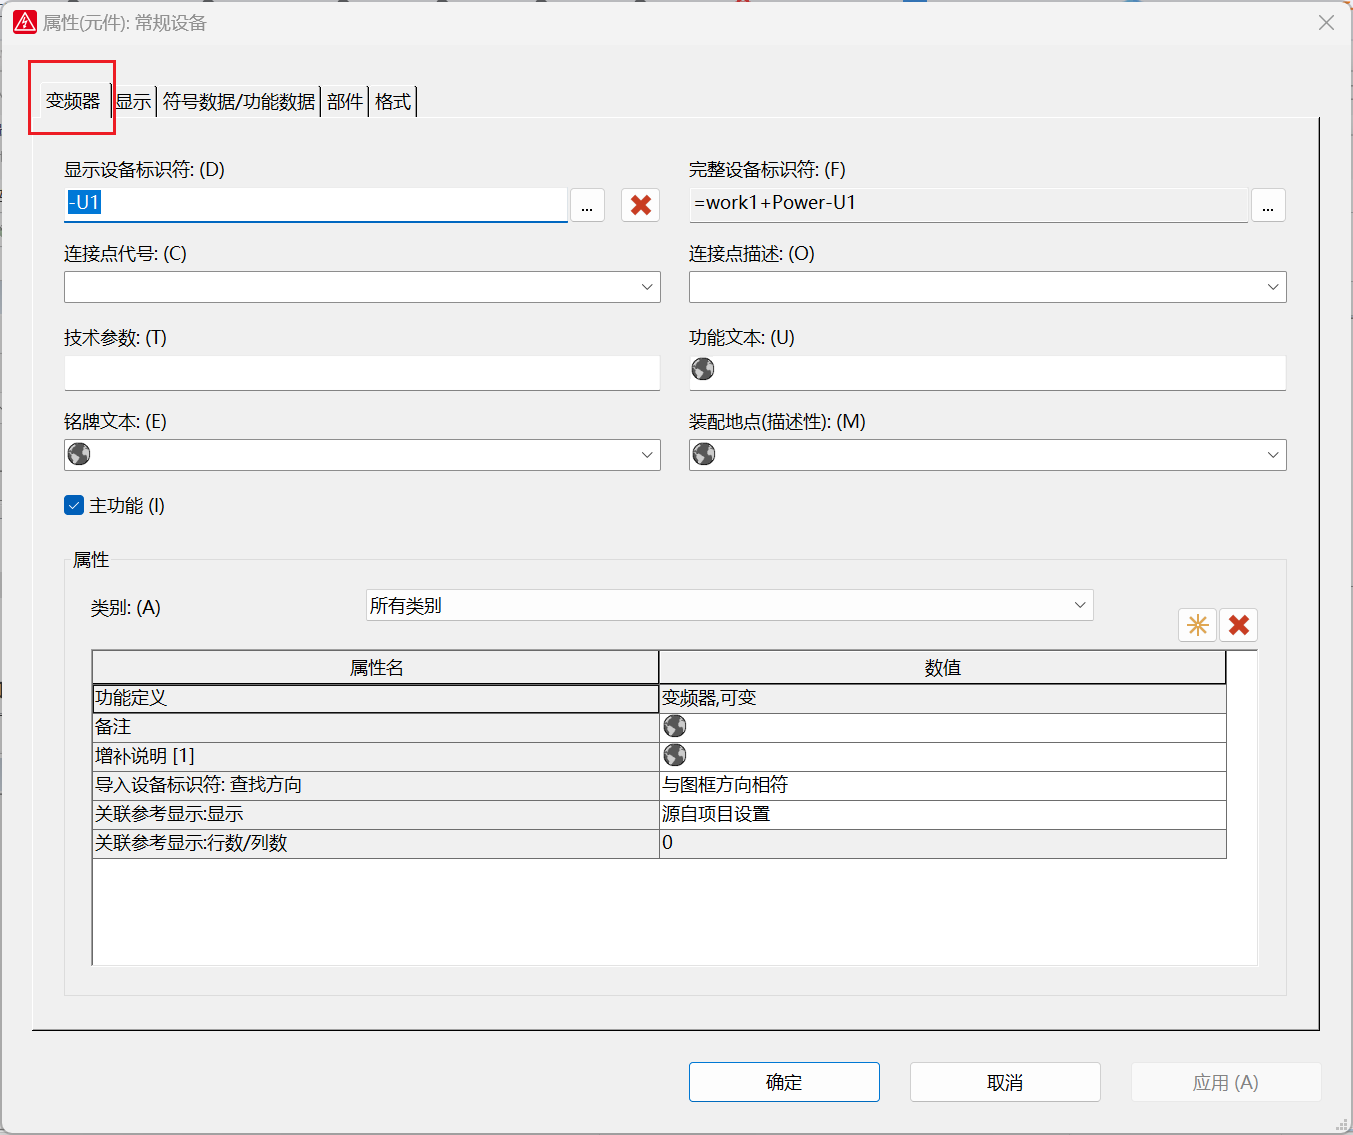 属性(元件): 常规设备
变频器 显示 符号数据/功能数据 部件 格式
显示设备标识符: (D) 完整设备标识符: (F)
-U1 ... =work1+Power-U1 ...
连接点代号: (C) 连接点描述: (O)
技术参数: (T) 功能文本: (U)
铭牌文本: (E) 装配地点(描述性): (M)
主功能 (I)
属性
类别: (A) 所有类别
属性名 数值
功能定义 变频器,可变
备注
增补说明 [1]
导入设备标识符: 查找方向 与图框方向相符
关联参考显示:显示 源自项目设置
关联参考显示:行数/列数 0
确定 取消 应用 (A)